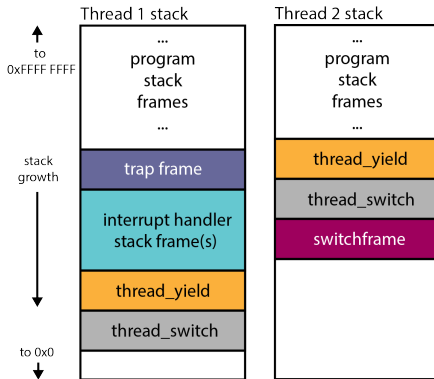 Thread 1 stack
Thread 2 stack
to
0xFFFF FFFF
stack
growth
to 0x0
...
program
stack
frames
...
trap frame
interrupt handler
stack frame(s)
thread_yield
thread_switch
...
program
stack
frames
...
thread_yield
thread_switch
switchframe